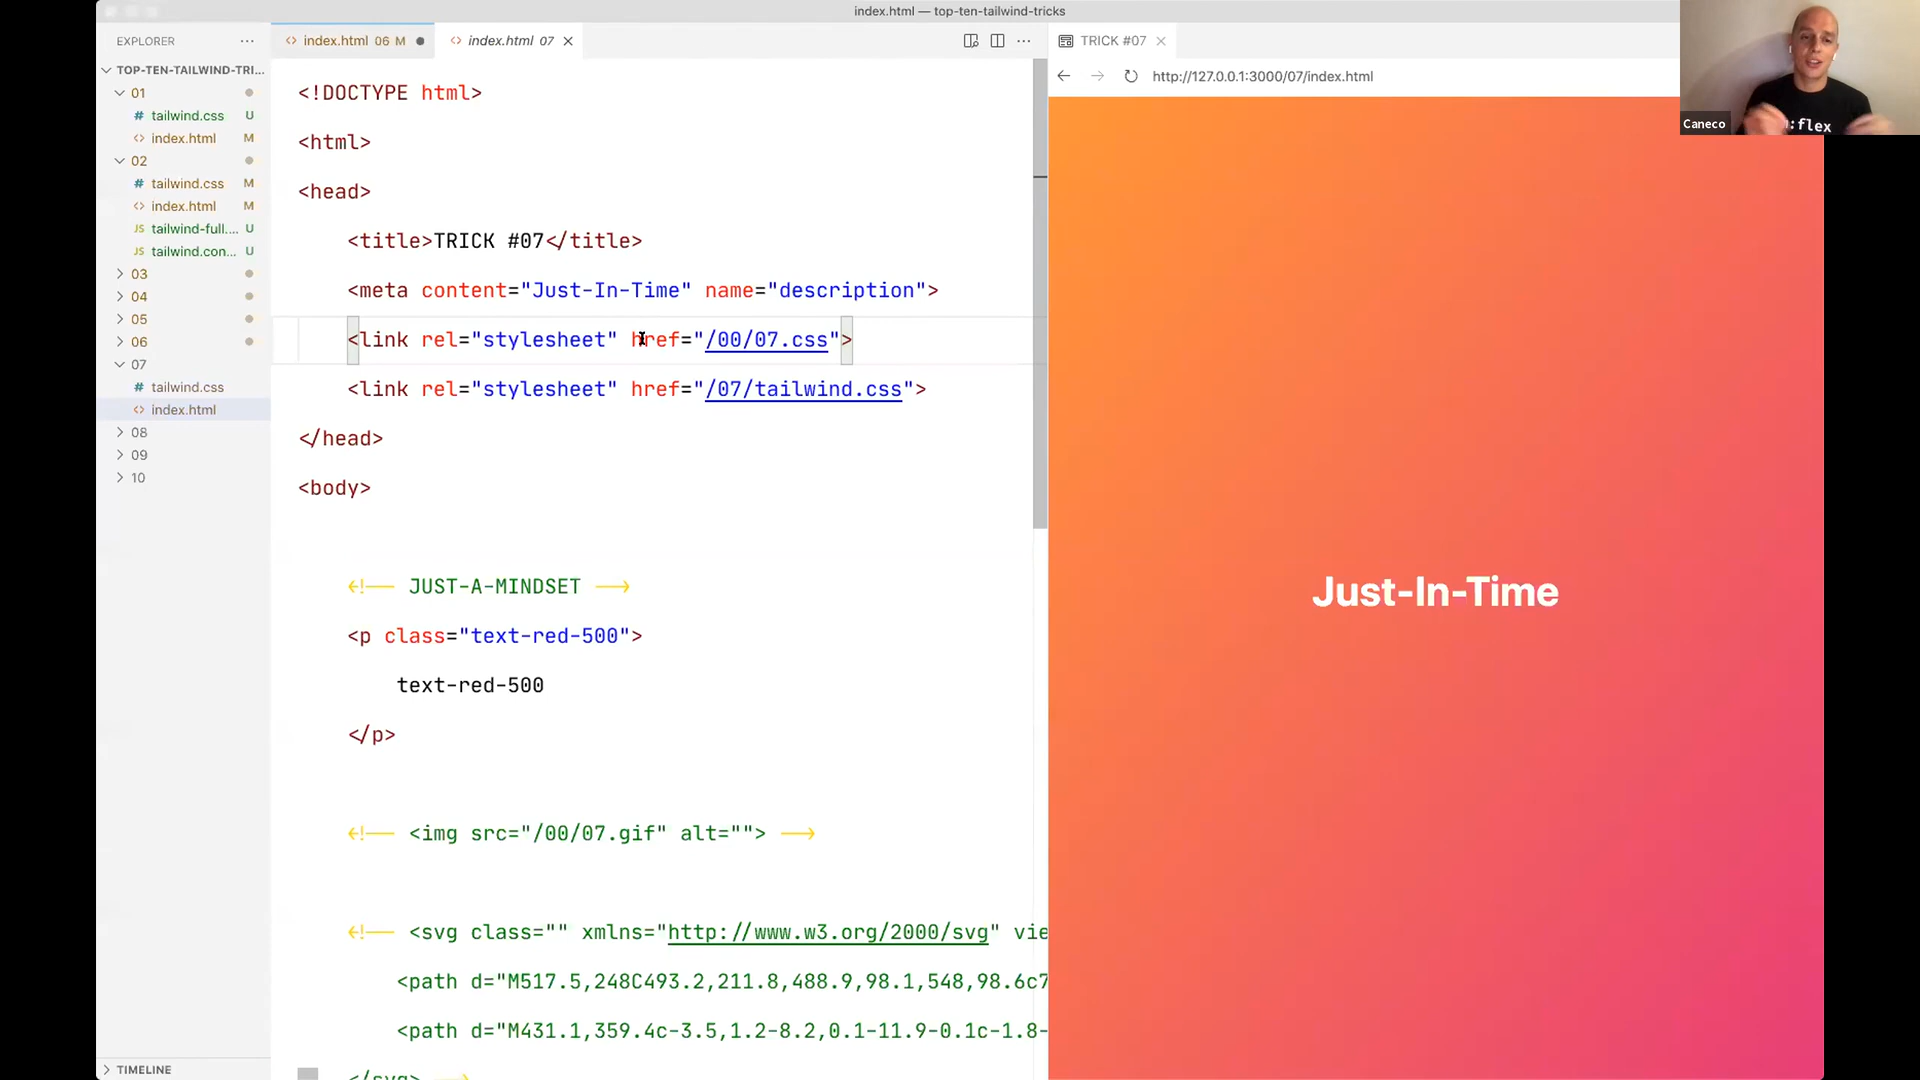 index.html — top-ten-tailwind-tricks
EXPLORER
TOP-TEN-TAILWIND-TRI...
01
tailwind.css U
index.html M
02
tailwind.css M
index.html M
JS tailwind-full.... U
JS tailwind.con... U
03
04
05
06
07
tailwind.css
index.html
08
09
10
TIMELINE
index.html 06 M
index.html 07
<!DOCTYPE html>
<html>
<head>
<title>TRICK #07</title>
<meta content="Just-In-Time" name="description">
<link rel="stylesheet" href="/00/07.css">
<link rel="stylesheet" href="/07/tailwind.css">
</head>
<body>
<!-- JUST-A-MINDSET -->
<p class="text-red-500">
text-red-500
</p>
<!-- <img src="/00/07.gif" alt=""> -->
<!-- <svg class="" xmlns="http://www.w3.org/2000/svg" vie
<path d="M517.5,248C493.2,211.8,488.9,98.1,548,98.6c7
<path d="M431.1,359.4c-3.5,1.2-8.2,0.1-11.9-0.1c-1.8-
</svg> -->
TRICK #07
http://127.0.0.1:3000/07/index.html
Just-In-Time
Caneco
:flex